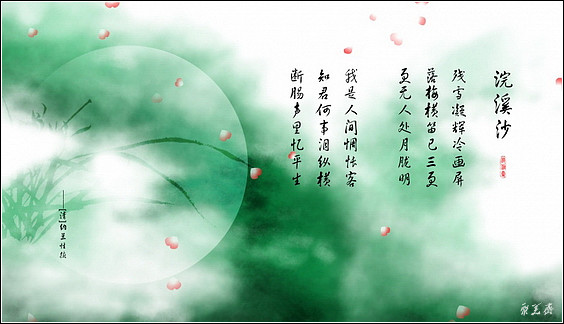 浣溪沙
残雪凝辉冷画屏
落梅横笛已三更
更无人处月胧明
我是人间惆怅客
知君何事泪纵横
断肠声里忆平生
——[清]纳兰性德